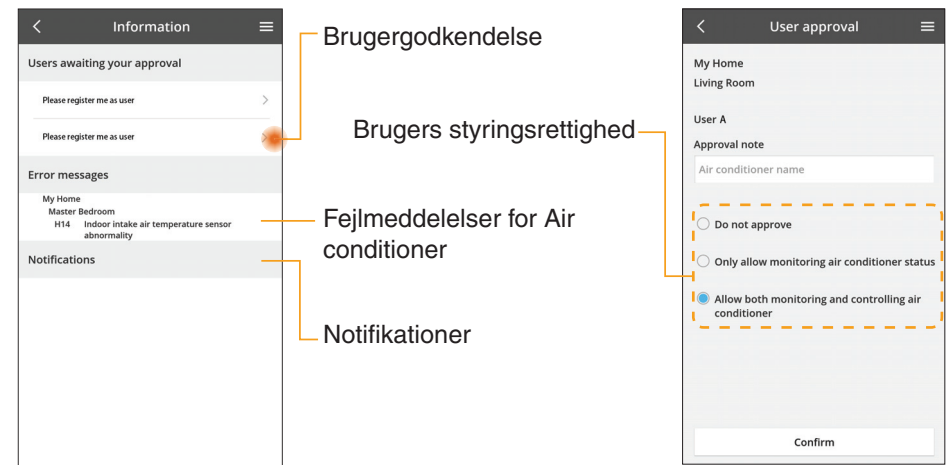 Information
Users awaiting your approval
Please register me as user
Please register me as user
Error messages
My Home
Master Bedroom
H14 Indoor intake air temperature sensor
abnormality
Notifications
Brugergodkendelse
Brugers styringsrettighed
Fejlmeddelelser for Air
conditioner
Notifikationer
User approval
My Home
Living Room
User A
Approval note
Air conditioner name
Do not approve
Only allow monitoring air conditioner status
Allow both monitoring and controlling air
conditioner
Confirm